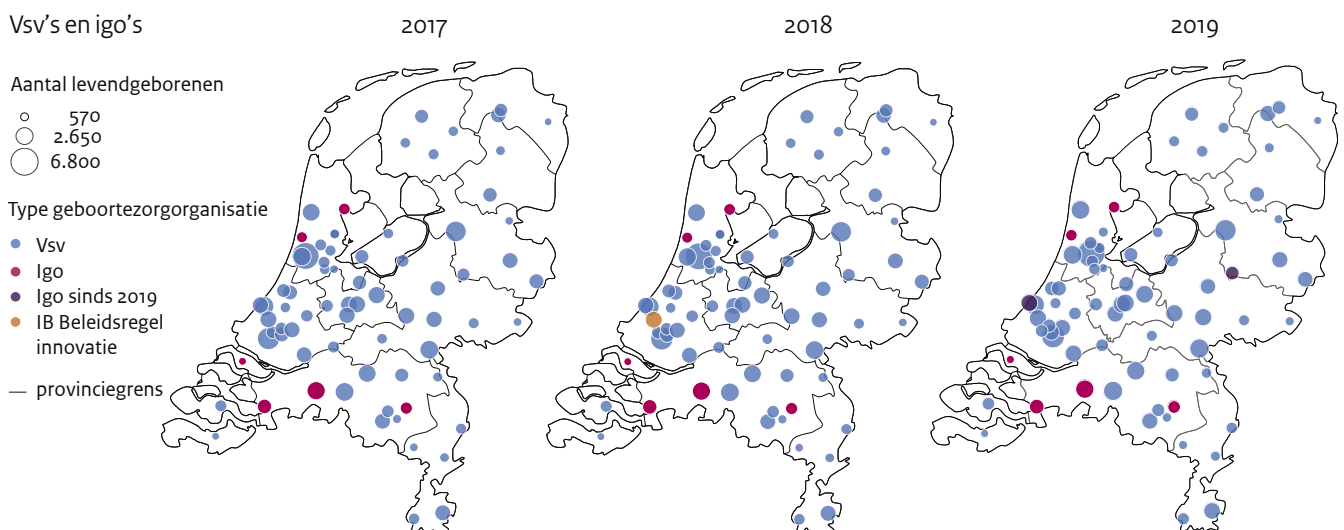 Vsv's en igo's
2017
2018
2019
Aantal levendgeborenen
570
2.650
6.800
Type geboortezorgorganisatie
Vsv
Igo
Igo sinds 2019
IB Beleidsregel
innovatie
provinciegrens